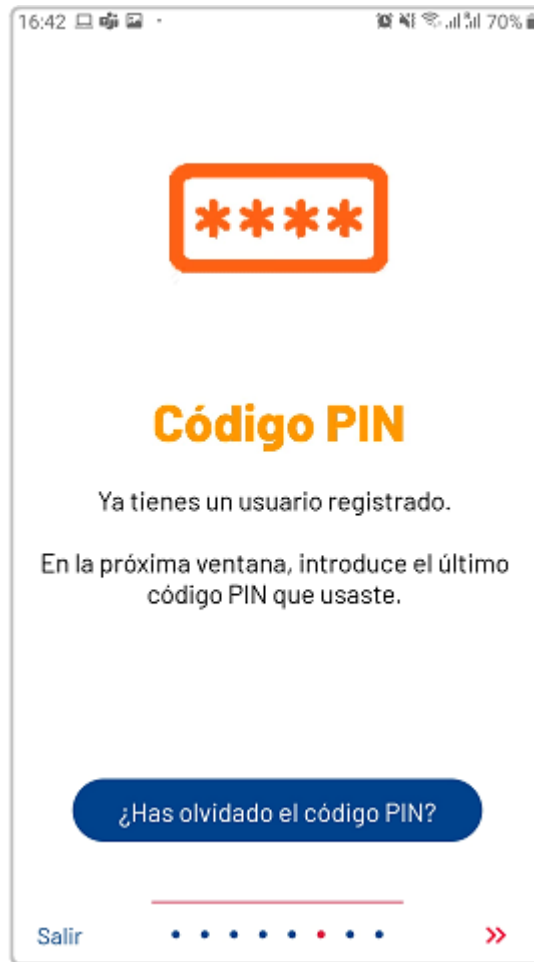 16:42
70%
****
Código PIN
Ya tienes un usuario registrado.
En la próxima ventana, introduce el último
código PIN que usaste.
¿Has olvidado el código PIN?
Salir
»